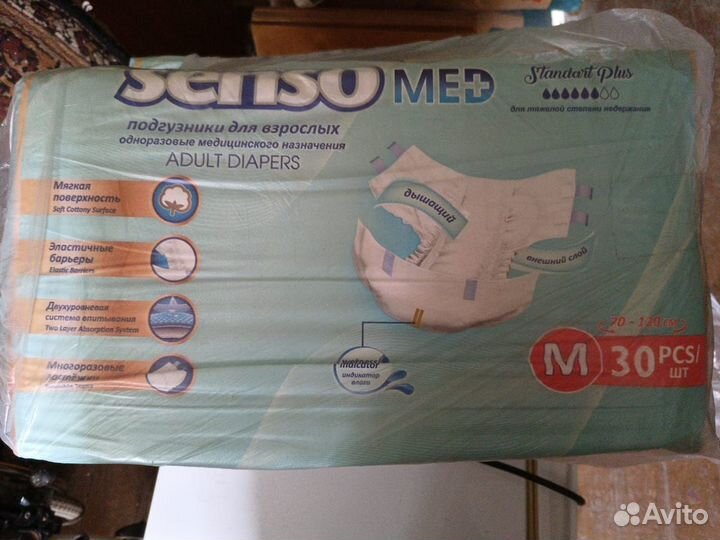 senso MED
Standart Plus
для тяжелой степени недержания
подгузники для взрослых
одноразовые медицинского назначения
ADULT DIAPERS
Мягкая
поверхность
Soft Cottony Surface
Эластичные
барьеры
Elastic Barriers
Двухуровневая
система впитывания
Two Layer Absorption System
Многоразовые
застёжки
дышащий
внешний слой
indicator
индикатор
влаги
70 - 120 см
M 30 PCS/
шт
Avito